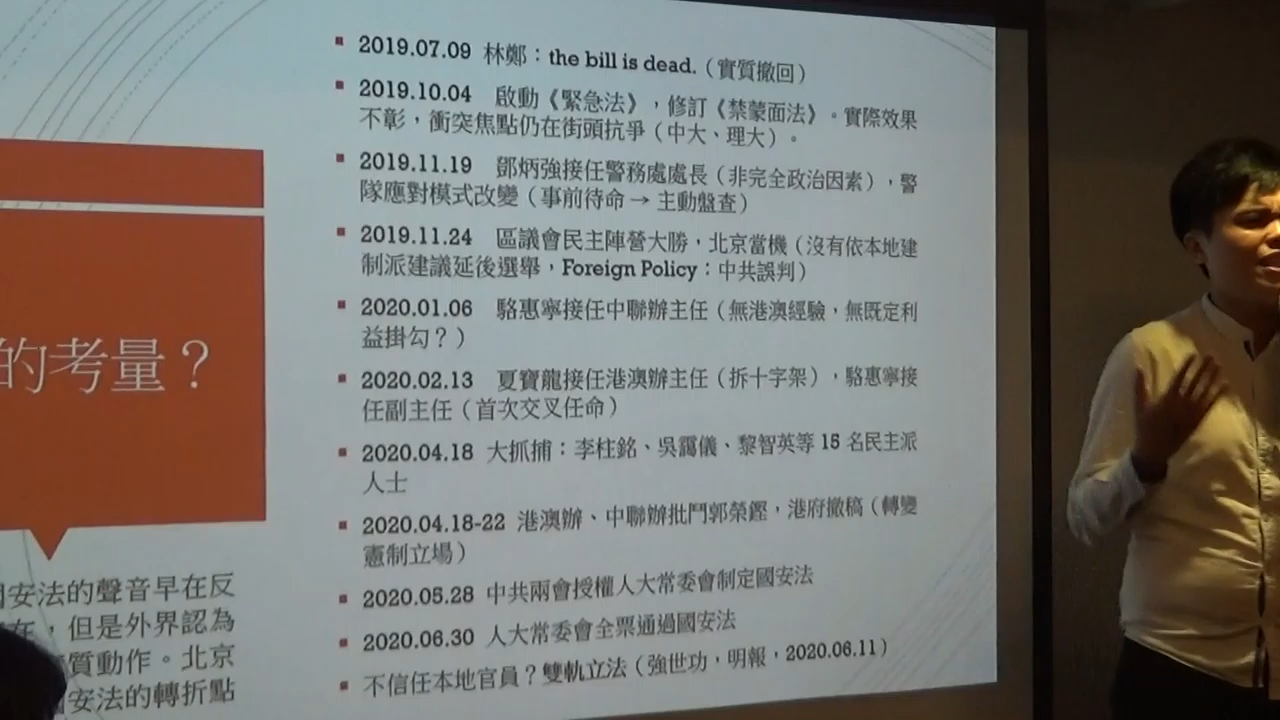 的考量？
安法的聲音早在反
在，但是外界認為
質動作。北京
安法的轉折點
2019.07.09 林鄭：the bill is dead.（實質撤回）
2019.10.04 啟動《緊急法》，修訂《禁蒙面法》。實際效果
不彰，衝突焦點仍在街頭抗爭（中大、理大）。
2019.11.19 鄧炳強接任警務處處長（非完全政治因素），警
隊應對模式改變（事前待命 → 主動盤查）
2019.11.24 區議會民主陣營大勝，北京當機（沒有依本地建
制派建議延後選舉，Foreign Policy：中共誤判）
2020.01.06 駱惠寧接任中聯辦主任（無港澳經驗，無既定利
益掛勾？）
2020.02.13 夏寶龍接任港澳辦主任（拆十字架），駱惠寧接
任副主任（首次交叉任命）
2020.04.18 大抓捕：李柱銘、吳靄儀、黎智英等 15 名民主派
人士
2020.04.18-22 港澳辦、中聯辦批鬥郭榮鏗，港府撤稿（轉變
憲制立場）
2020.05.28 中共兩會授權人大常委會制定國安法
2020.06.30 人大常委會全票通過國安法
不信任本地官員？雙軌立法（強世功，明報，2020.06.11）